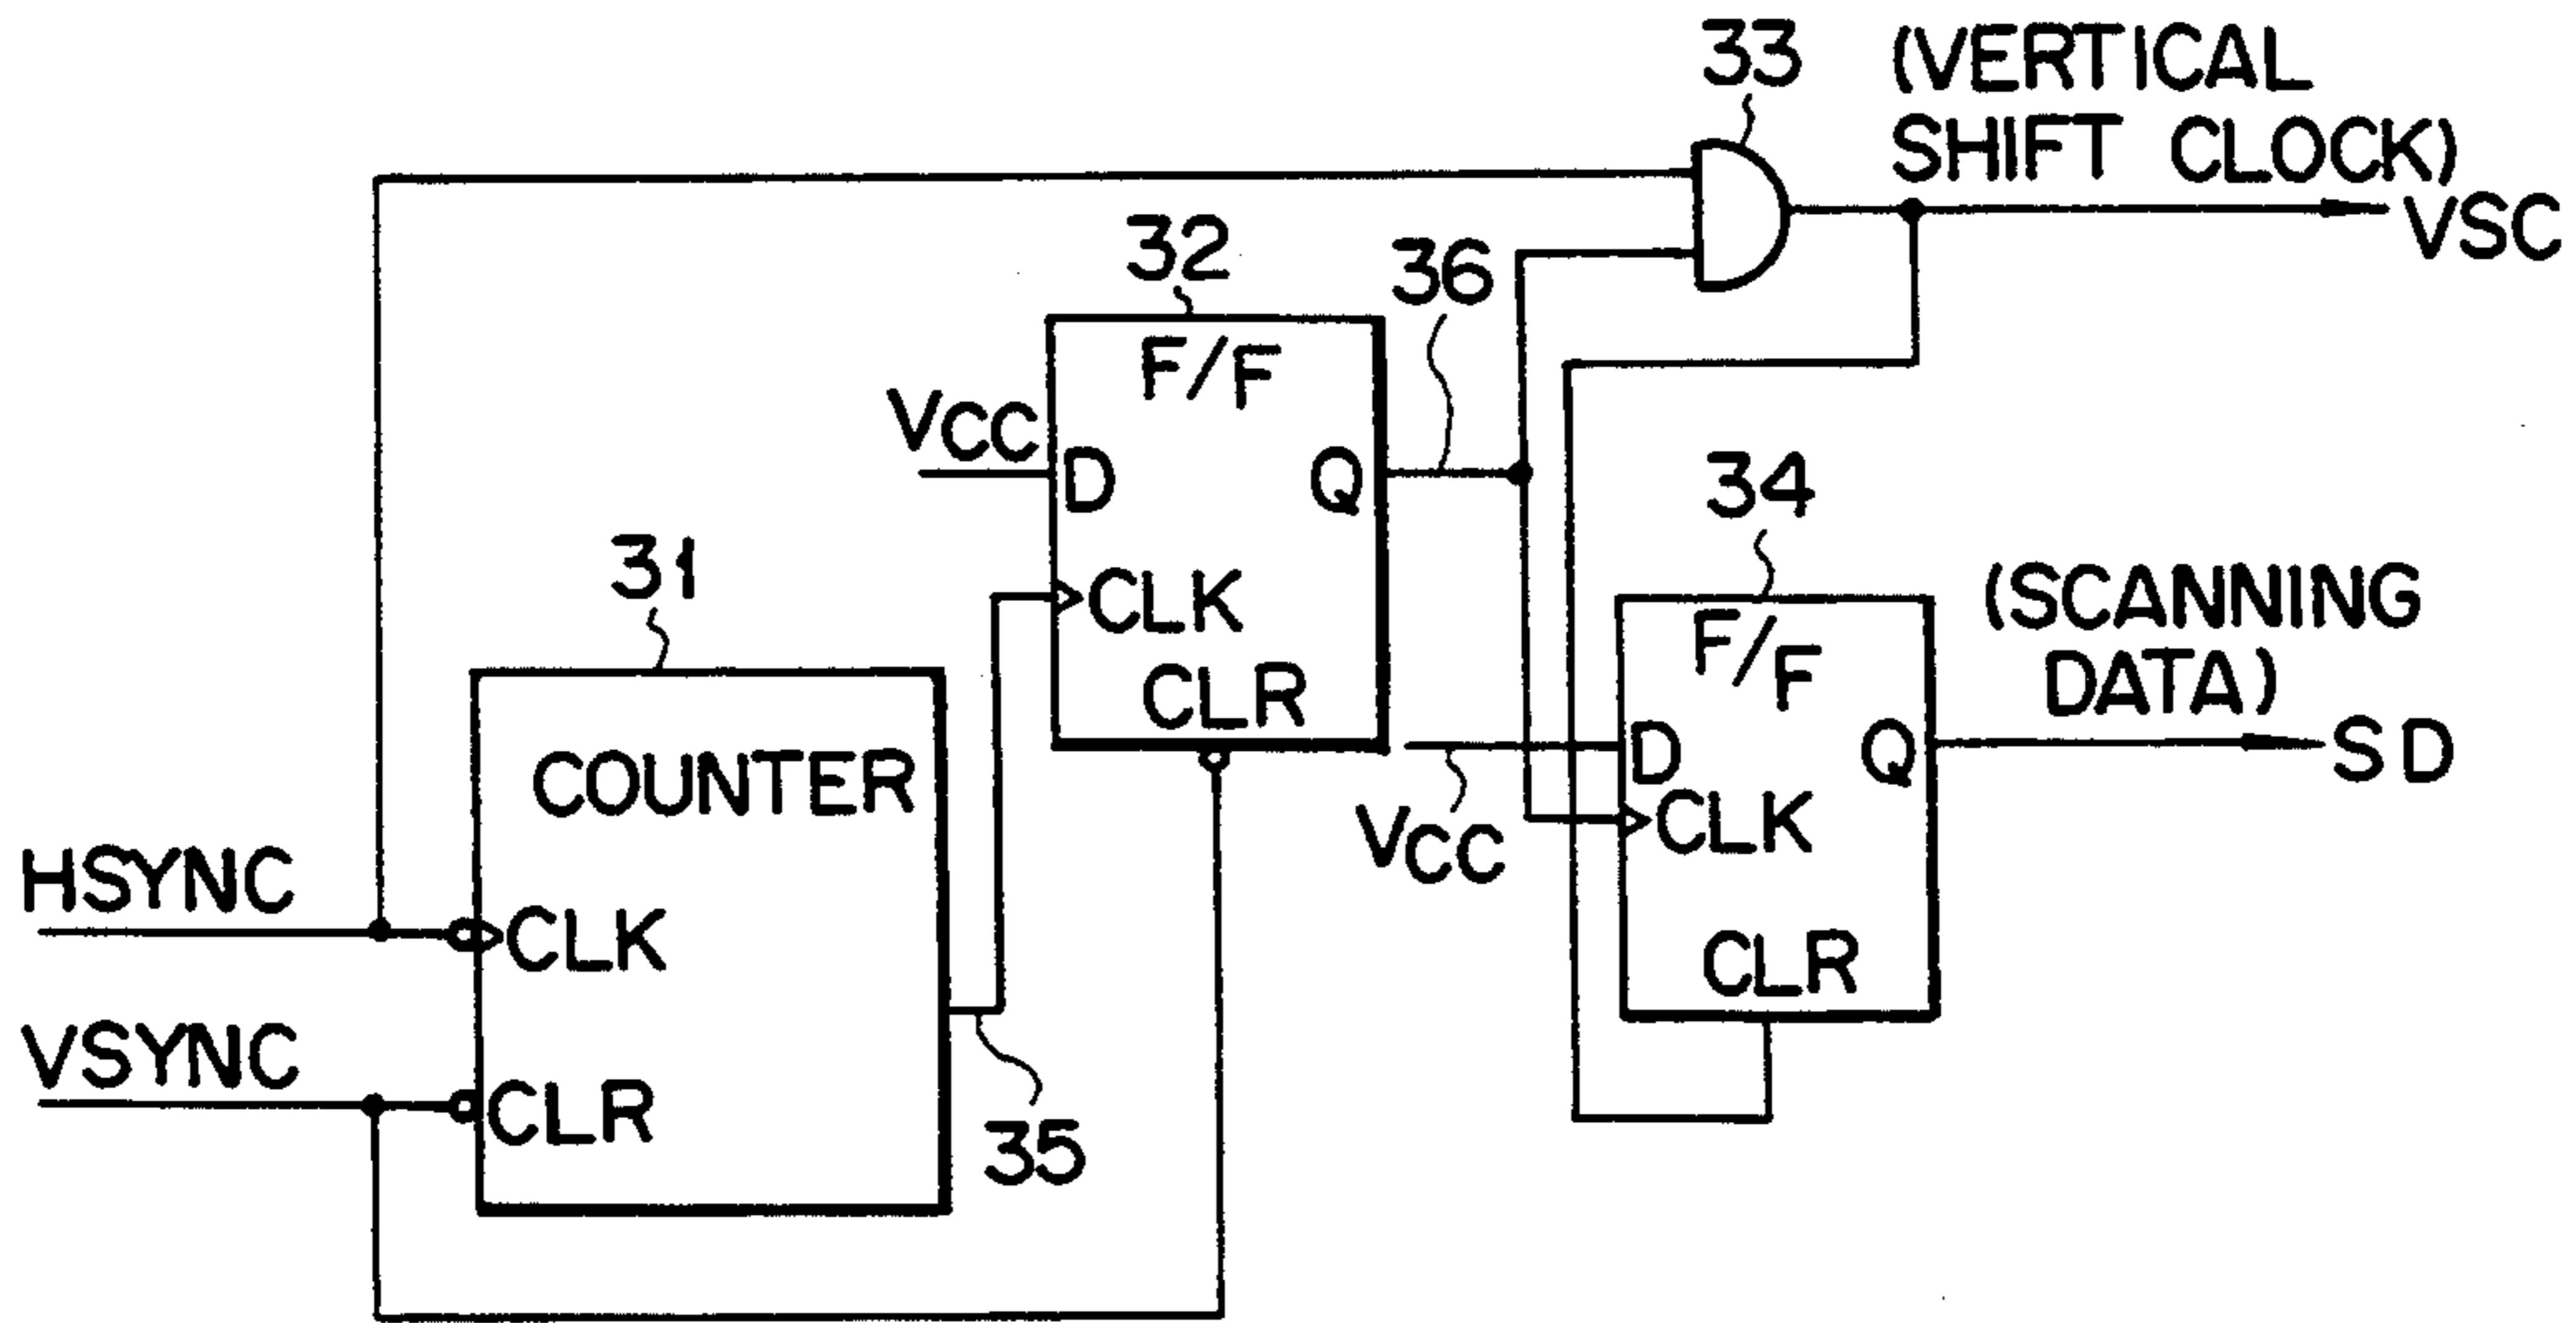 33
(VERTICAL
SHIFT CLOCK)
VSC
32
36
F/F
VCC
D
Q
CLK
CLR
34
(SCANNING
DATA)
F/F
D
Q
SD
VCC
CLK
CLR
31
COUNTER
HSYNC
CLK
VSYNC
CLR
35